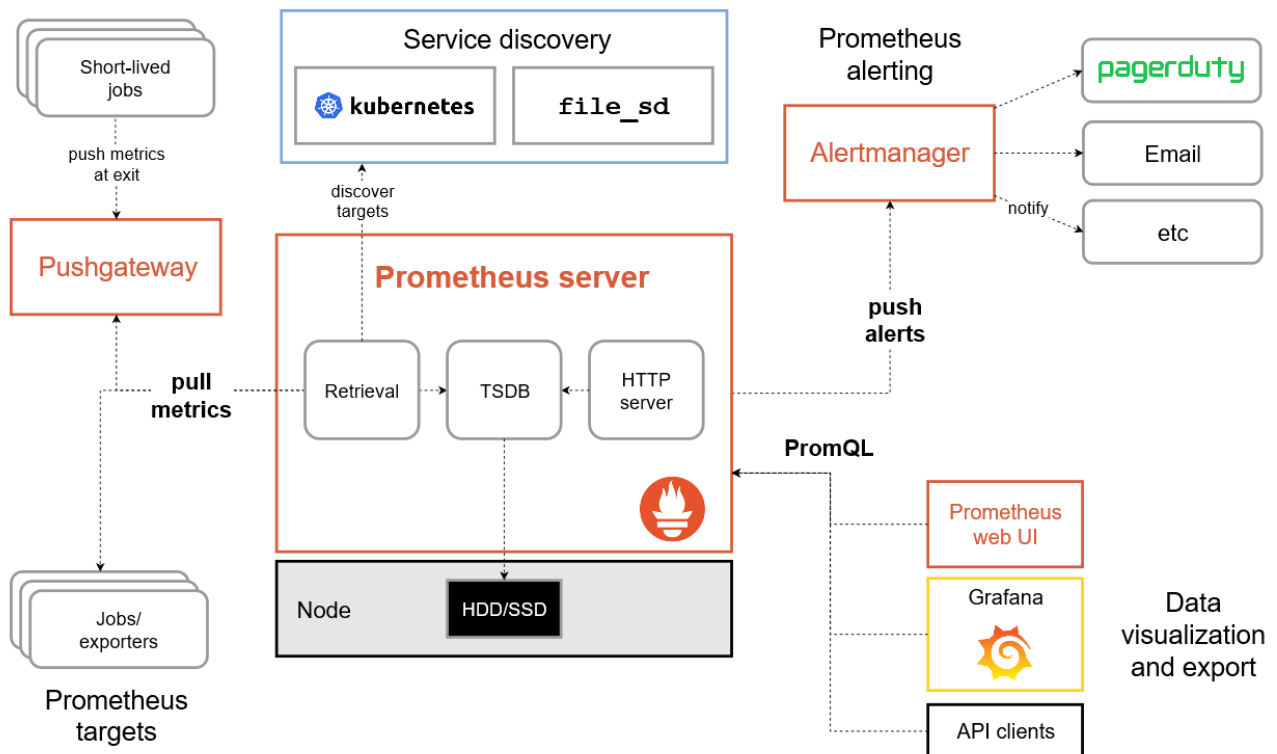 Short-lived
jobs
push metrics
at exit
Pushgateway
Service discovery
kubernetes
file_sd
discover
targets
Prometheus
alerting
Alertmanager
pagerduty
Email
notify
etc
Prometheus server
Retrieval
TSDB
HTTP
server
pull
metrics
push
alerts
PromQL
Node
HDD/SSD
Jobs/
exporters
Prometheus
targets
Prometheus
web UI
Grafana
API clients
Data
visualization
and export